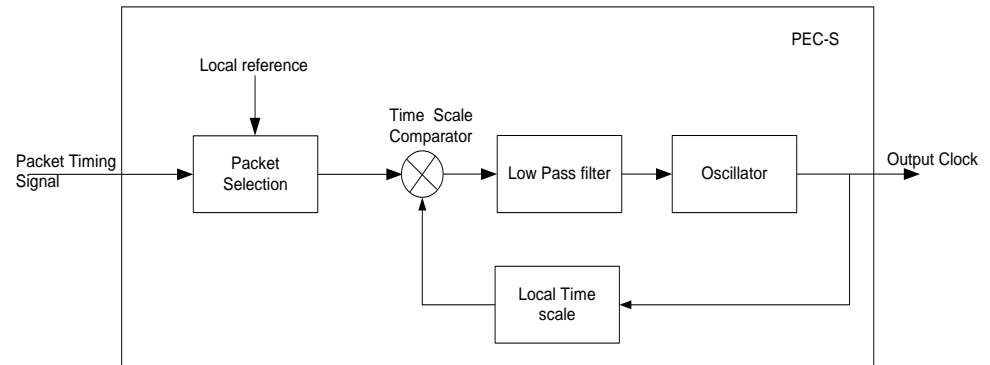 PEC-S
Local reference
Time Scale
Comparator
Packet Timing
Signal
Packet
Selection
Low Pass filter
Oscillator
Output Clock
Local Time
scale